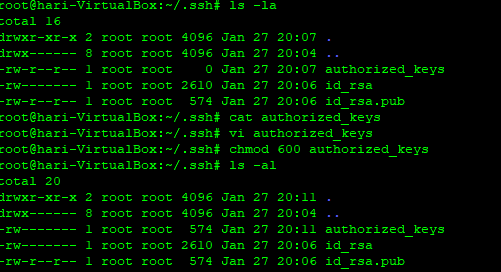 root@hari-VirtualBox:~/.ssh# ls -la
total 16
drwxr-xr-x 2 root root 4096 Jan 27 20:07 .
drwx------ 8 root root 4096 Jan 27 20:04 ..
-rw-r--r-- 1 root root    0 Jan 27 20:07 authorized_keys
-rw------- 1 root root 2610 Jan 27 20:06 id_rsa
-rw-r--r-- 1 root root  574 Jan 27 20:06 id_rsa.pub
root@hari-VirtualBox:~/.ssh# cat authorized_keys
root@hari-VirtualBox:~/.ssh# vi authorized_keys
root@hari-VirtualBox:~/.ssh# chmod 600 authorized_keys
root@hari-VirtualBox:~/.ssh# ls -al
total 20
drwxr-xr-x 2 root root 4096 Jan 27 20:11 .
drwx------ 8 root root 4096 Jan 27 20:04 ..
-rw------- 1 root root  574 Jan 27 20:11 authorized_keys
-rw------- 1 root root 2610 Jan 27 20:06 id_rsa
-rw-r--r-- 1 root root  574 Jan 27 20:06 id_rsa.pub